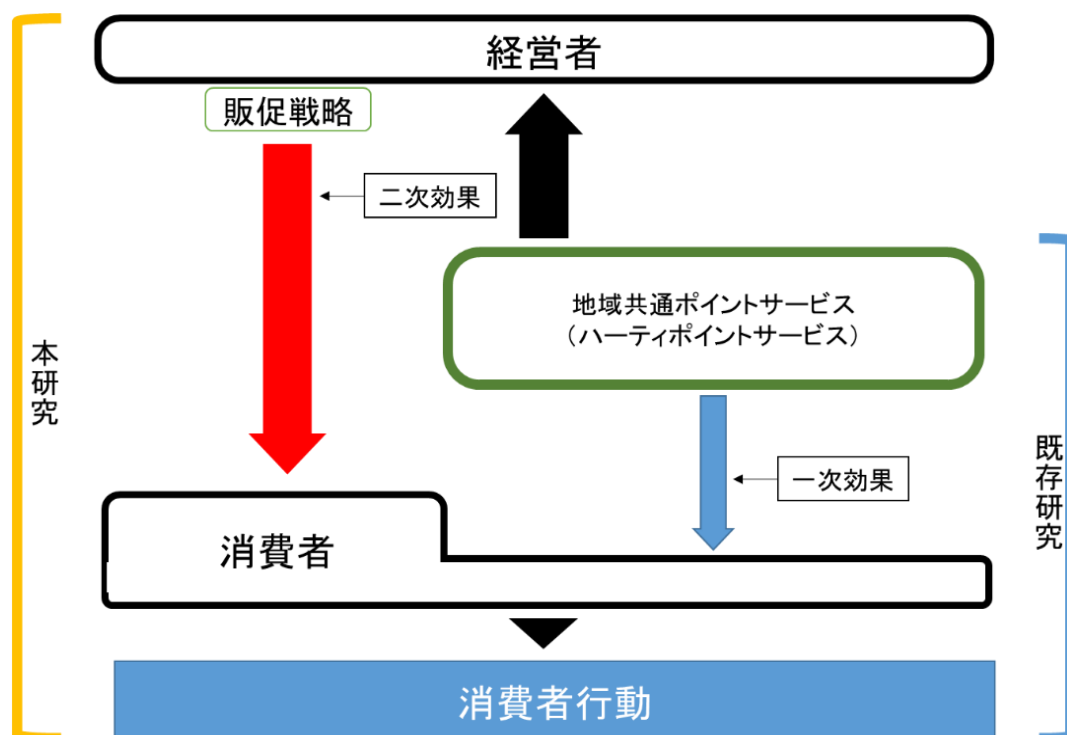 経営者
販促戦略
二次効果
地域共通ポイントサービス
（ハーティポイントサービス）
本研究
既存研究
一次効果
消費者
消費者行動